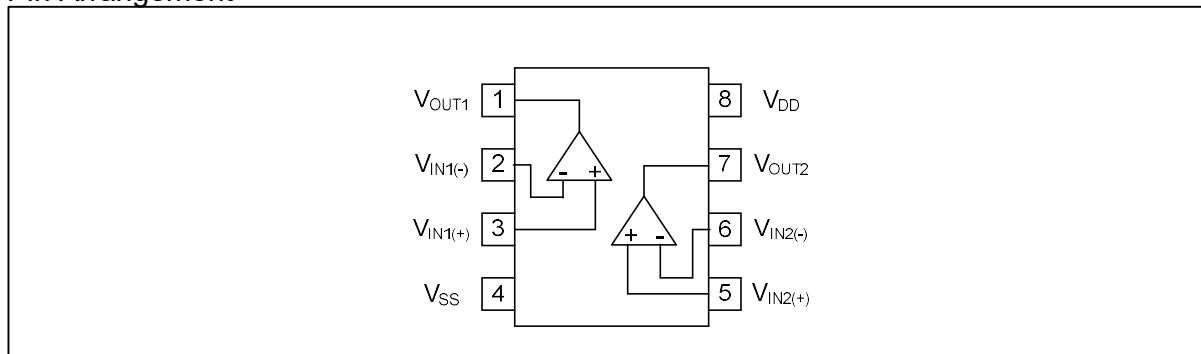 Pin Arrangement
VOUT1 1
8 VDD
VIN1(-) 2
7 VOUT2
- +
VIN1(+) 3
+ -
6 VIN2(-)
VSS 4
5 VIN2(+)